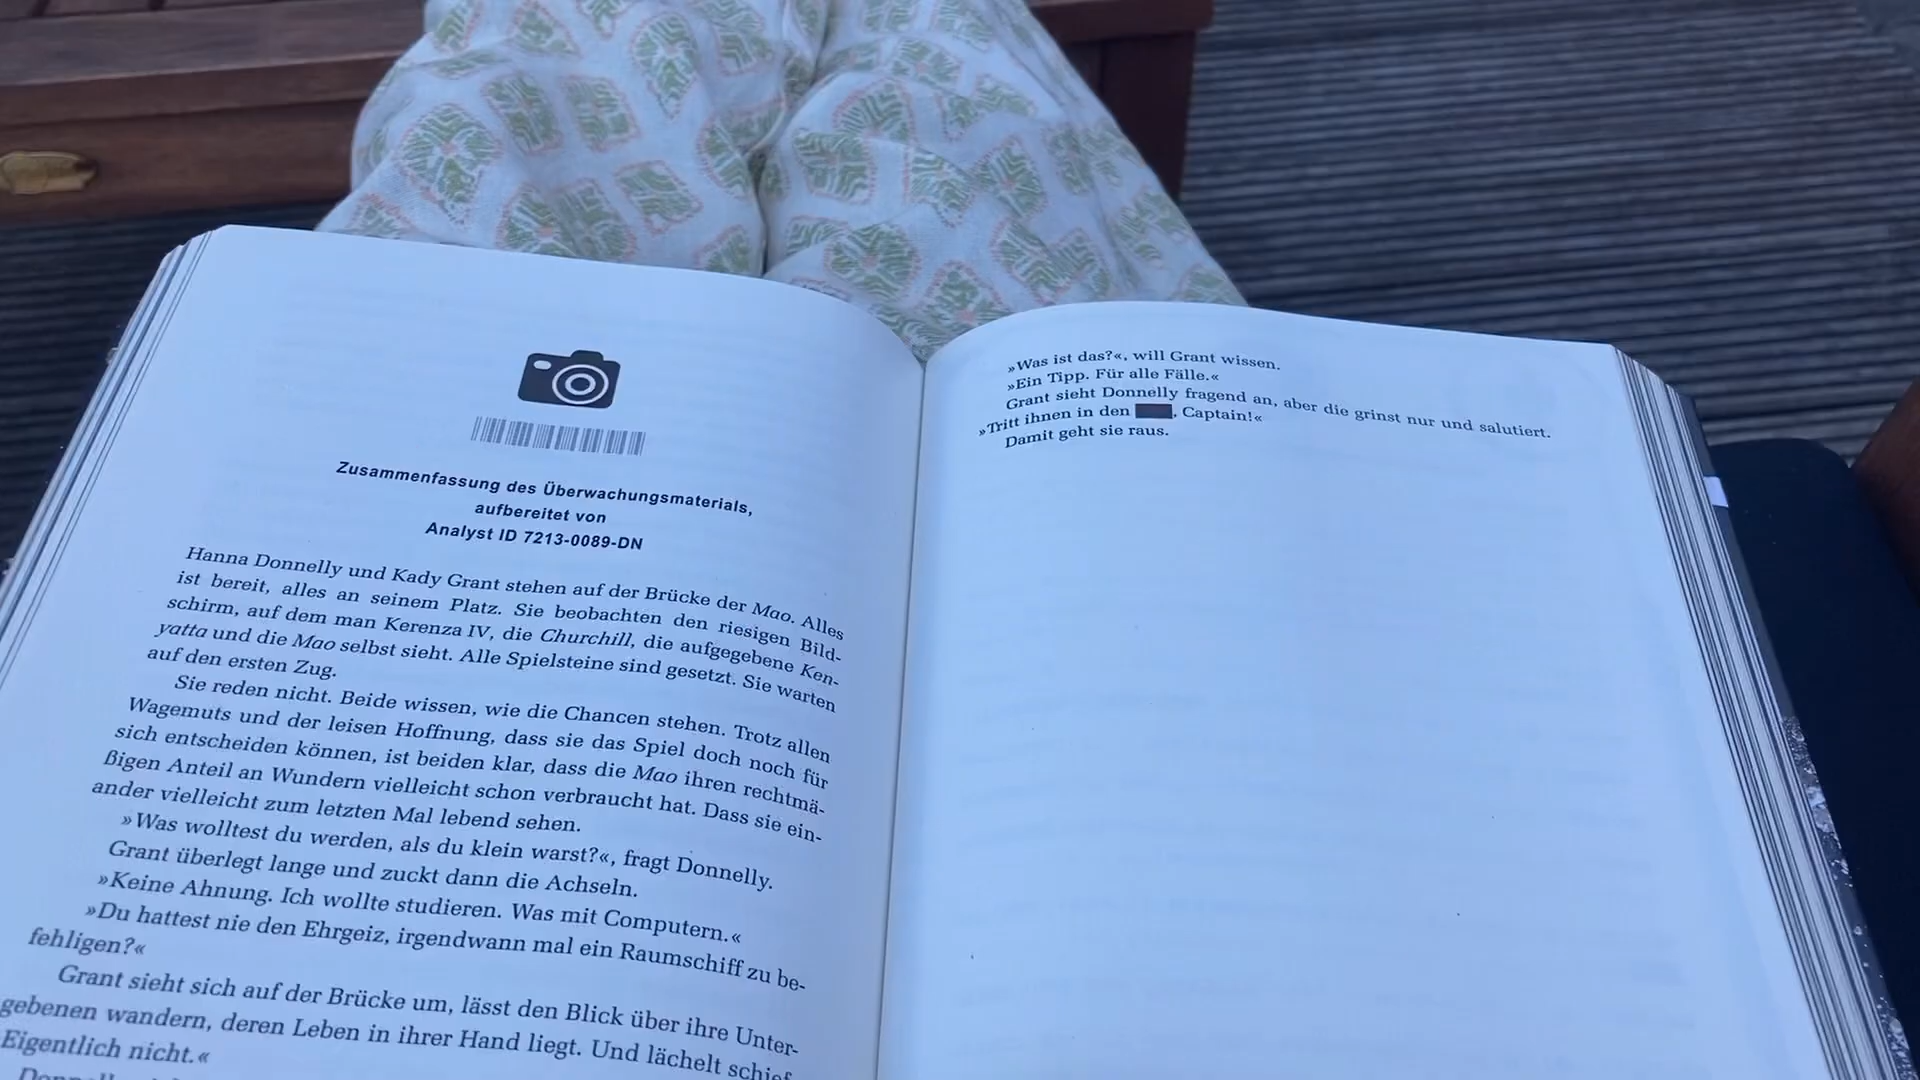 Zusammenfassung des Überwachungsmaterials,
aufbereitet von
Analyst ID 7213-0089-DN
Hanna Donnelly und Kady Grant stehen auf der Brücke der Mao. Alles
ist bereit, alles an seinem Platz. Sie beobachten den riesigen Bild-
schirm, auf dem man Kerenza IV, die Churchill, die aufgegebene Ken-
yatta und die Mao selbst sieht. Alle Spielsteine sind gesetzt. Sie warten
auf den ersten Zug.
Sie reden nicht. Beide wissen, wie die Chancen stehen. Trotz allen
Wagemuts und der leisen Hoffnung, dass sie das Spiel doch noch für
sich entscheiden können, ist beiden klar, dass die Mao ihren rechtmä-
ßigen Anteil an Wundern vielleicht schon verbraucht hat. Dass sie ein-
ander vielleicht zum letzten Mal lebend sehen.
»Was wolltest du werden, als du klein warst?«, fragt Donnelly.
Grant überlegt lange und zuckt dann die Achseln.
»Keine Ahnung. Ich wollte studieren. Was mit Computern.«
»Du hattest nie den Ehrgeiz, irgendwann mal ein Raumschiff zu be-
fehligen?«
Grant sieht sich auf der Brücke um, lässt den Blick über ihre Unter-
gebenen wandern, deren Leben in ihrer Hand liegt. Und lächelt schief.
Eigentlich nicht.«
»Was ist das?«, will Grant wissen.
»Ein Tipp. Für alle Fälle.«
Grant sieht Donnelly fragend an, aber die grinst nur und salutiert.
»Tritt ihnen in den , Captain!«
Damit geht sie raus.